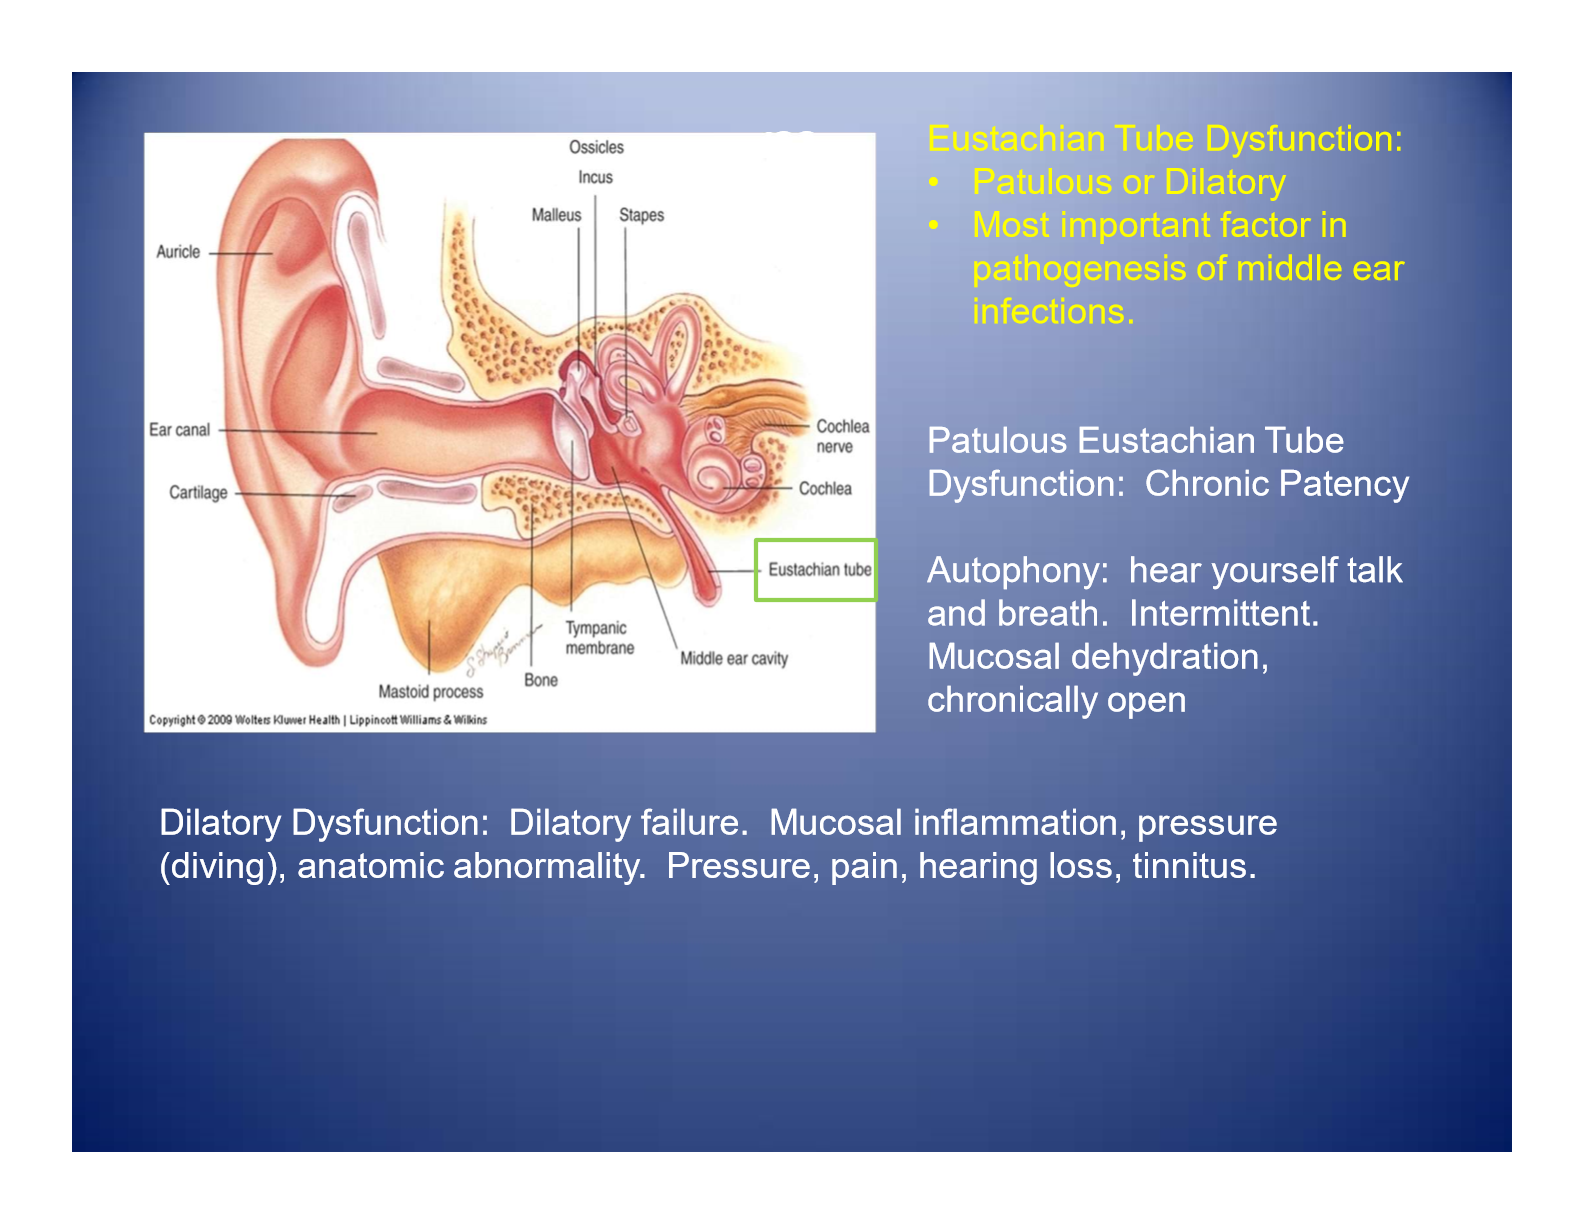 Ossicles
Incus
Malleus
Stapes
Auricle
Ear canal
Cartilage
Cochlea
nerve
Cochlea
Eustachian tube
Tympanic
membrane
Middle ear cavity
Bone
Mastoid process
Copyright © 2009 Wolters Kluwer Health | Lippincott Williams & Wilkins
Eustachian Tube Dysfunction:
• Patulous or Dilatory
• Most important factor in
pathogenesis of middle ear
infections.
Patulous Eustachian Tube
Dysfunction: Chronic Patency
Autophony: hear yourself talk
and breath. Intermittent.
Mucosal dehydration,
chronically open
Dilatory Dysfunction: Dilatory failure. Mucosal inflammation, pressure
(diving), anatomic abnormality. Pressure, pain, hearing loss, tinnitus.